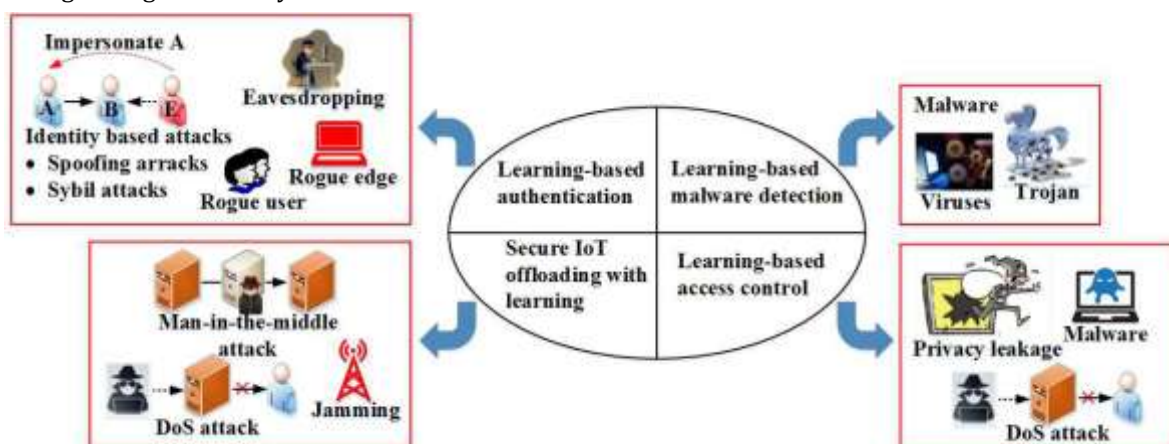 Impersonate A
A
B
E
Eavesdropping
Identity based attacks
• Spoofing arracks
• Sybil attacks
Rogue edge
Rogue user
Learning-based
authentication
Learning-based
malware detection
Secure IoT
offloading with
learning
Learning-based
access control
Malware
Viruses
Trojan
Man-in-the-middle
attack
DoS attack
Jamming
Privacy leakage
Malware
DoS attack